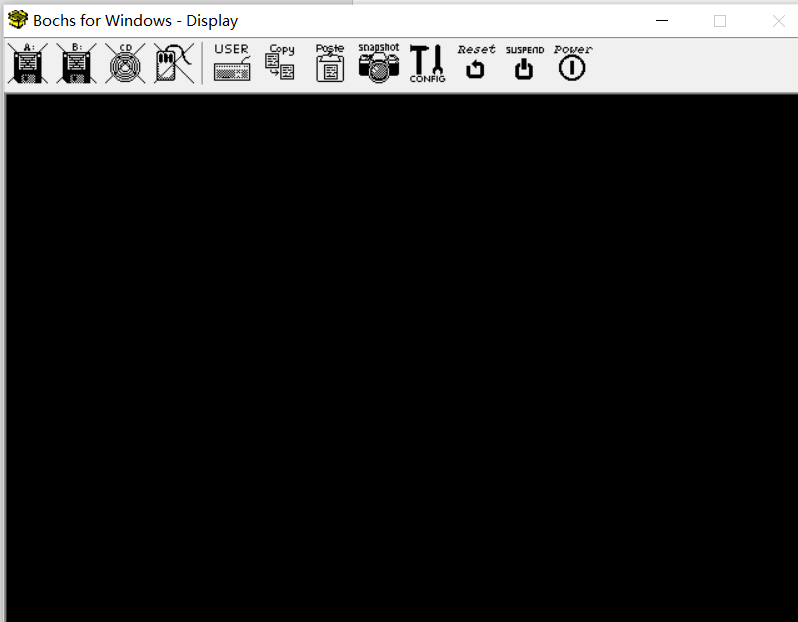 Bochs for Windows - Display
A: B: CD USER Copy Paste snapshot CONFIG Reset SUSPEND Power